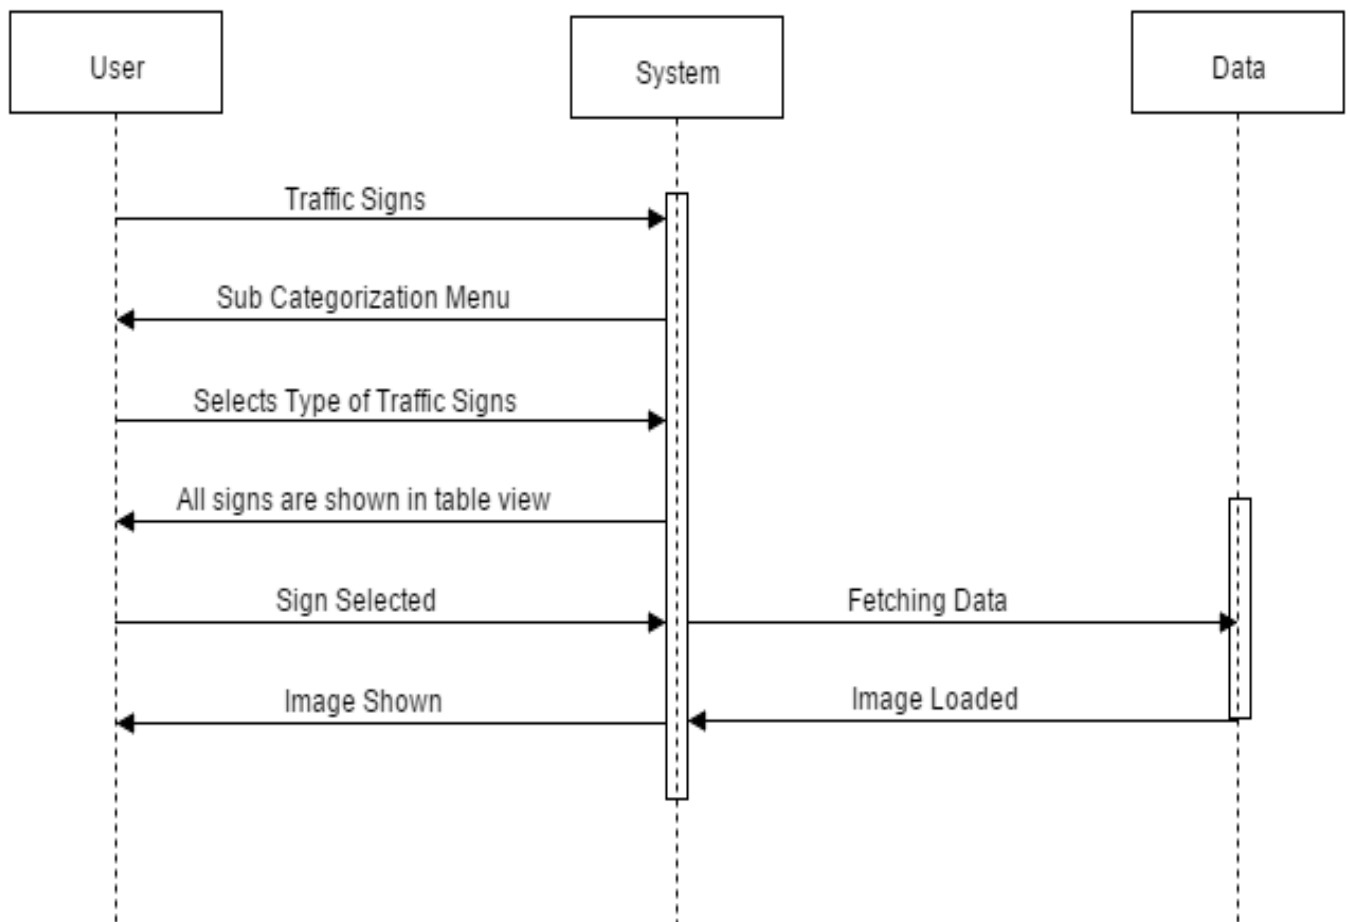 User
System
Data
Traffic Signs
Sub Categorization Menu
Selects Type of Traffic Signs
All signs are shown in table view
Sign Selected
Fetching Data
Image Shown
Image Loaded